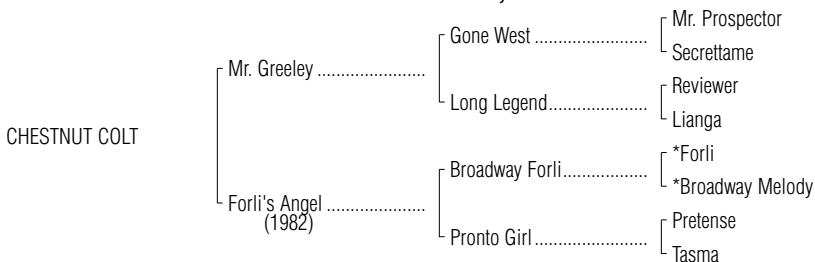 Mr. Prospector
Gone West ........................
Secrettame
Mr. Greeley .......................
Reviewer
Long Legend.....................
Lianga
CHESTNUT COLT
*Forli
Broadway Forli..................
*Broadway Melody
Forli's Angel .....................
(1982)
Pretense
Pronto Girl ........................
Tasma